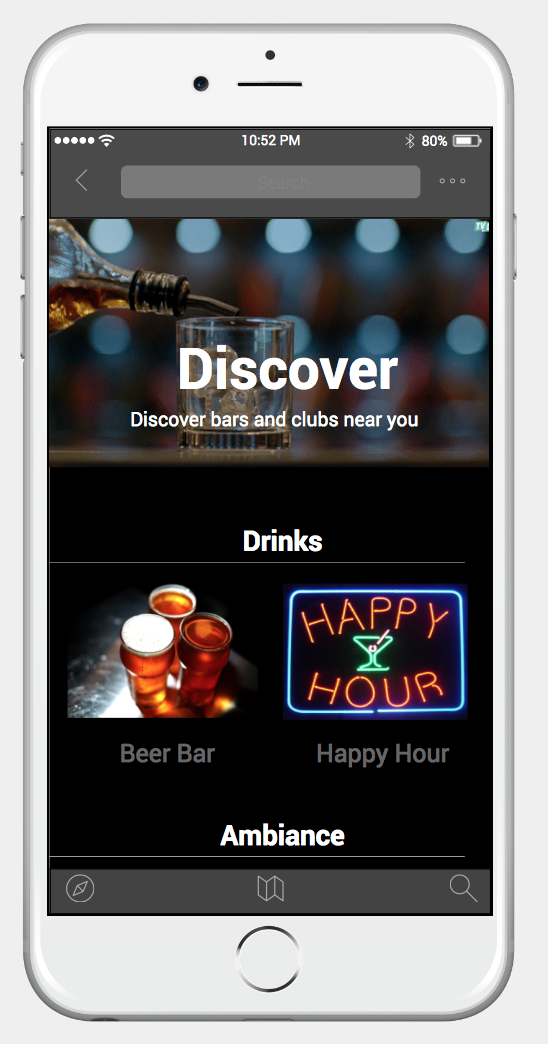 10:52 PM
80%
Search
TV
Discover
Discover bars and clubs near you
Drinks
HAPPY
HOUR
Beer Bar
Happy Hour
Ambiance